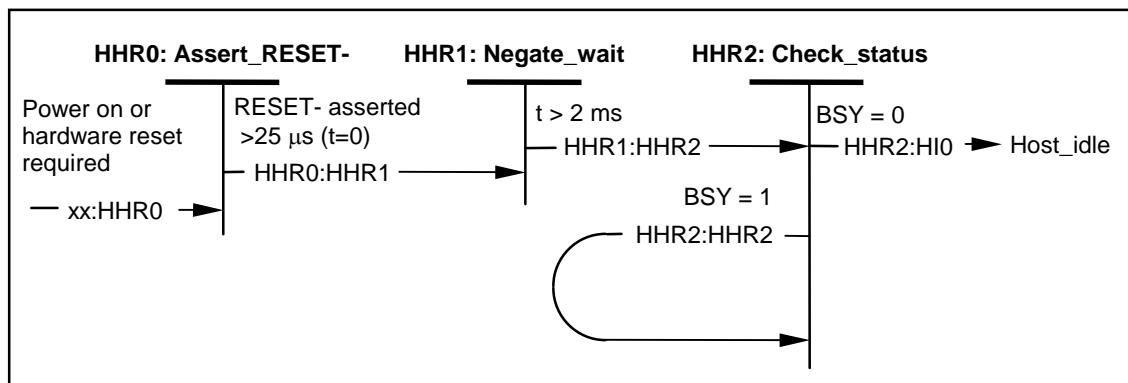 HHR0: Assert_RESET-
HHR1: Negate_wait
HHR2: Check_status
Power on or
hardware reset
required
xx:HHR0
RESET- asserted
>25 μs (t=0)
HHR0:HHR1
t > 2 ms
HHR1:HHR2
BSY = 0
HHR2:HI0
Host_idle
BSY = 1
HHR2:HHR2